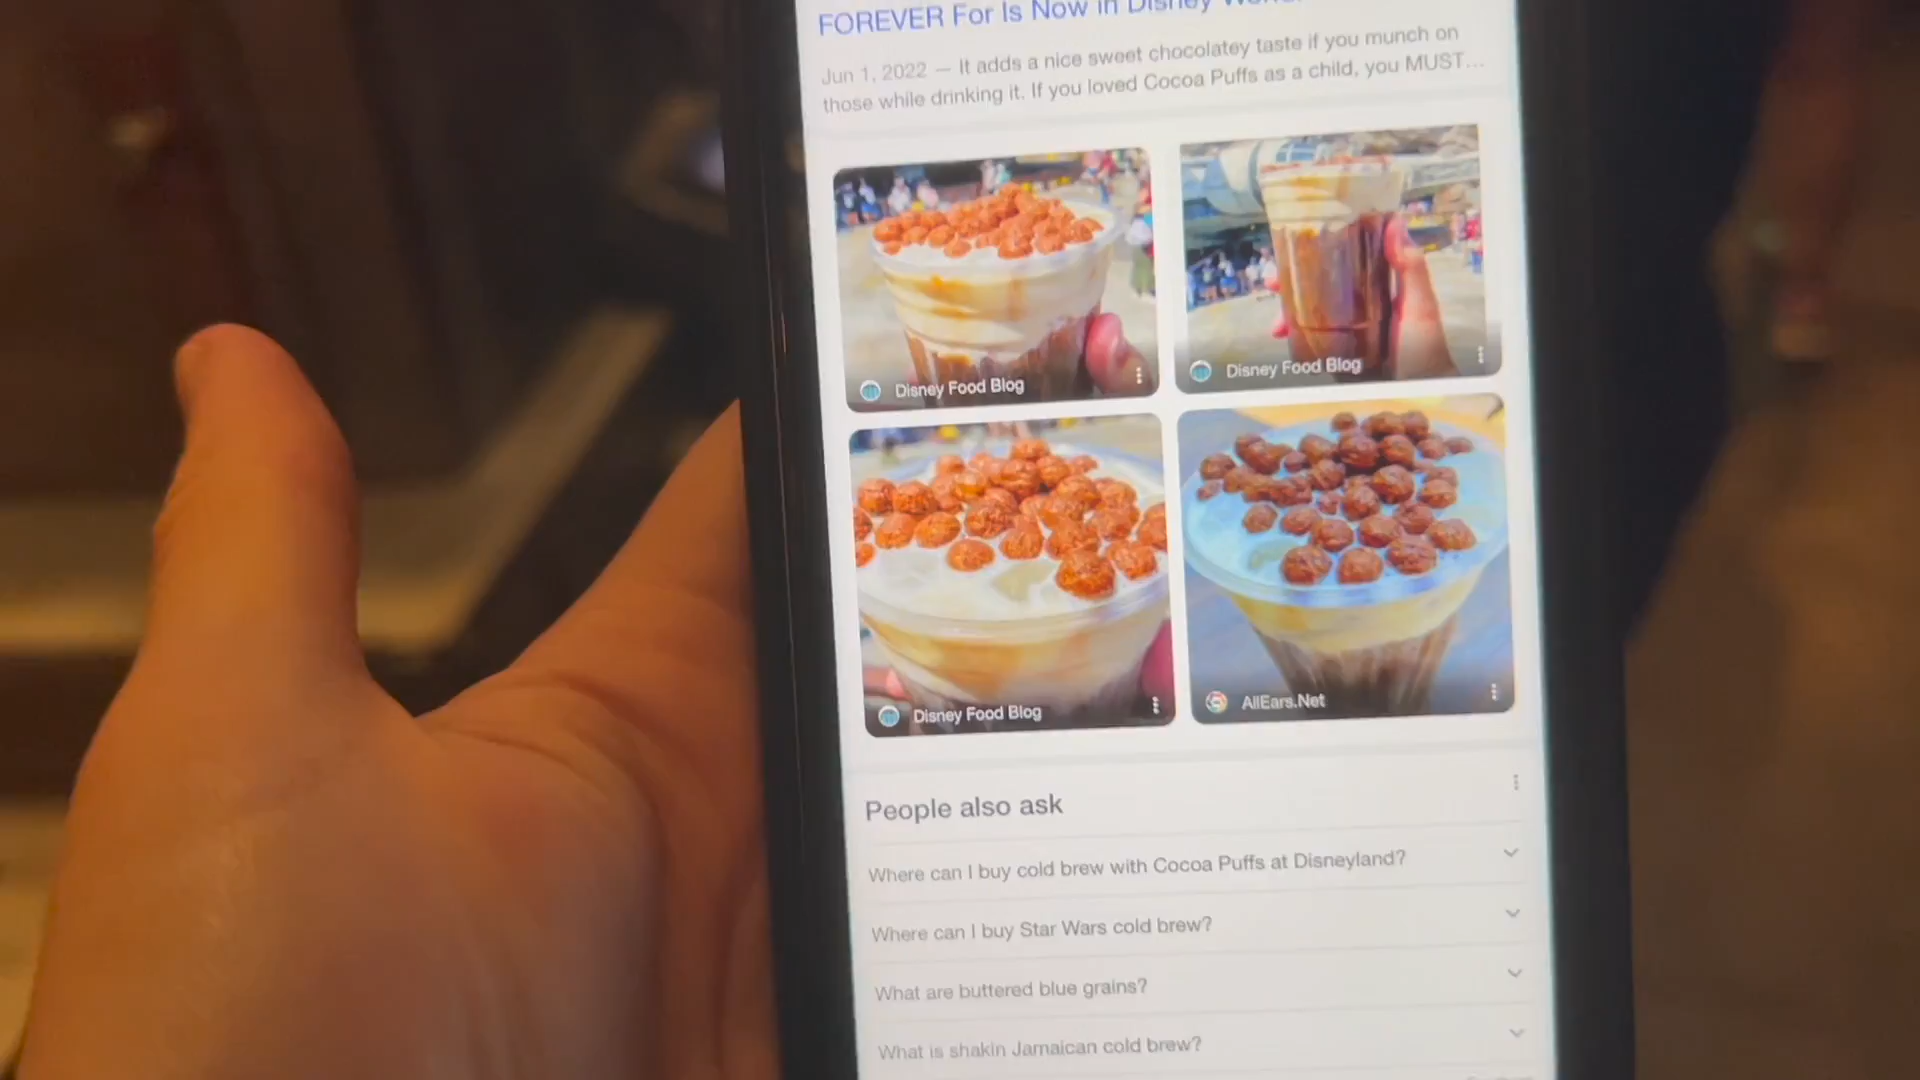 FOREVER For Is Now in Disney
Jun 1, 2022 — It adds a nice sweet chocolatey taste if you munch on
those while drinking it. If you loved Cocoa Puffs as a child, you MUST...
Disney Food Blog
Disney Food Blog
Disney Food Blog
AllEars.Net
People also ask
Where can I buy cold brew with Cocoa Puffs at Disneyland?
Where can I buy Star Wars cold brew?
What are buttered blue grains?
What is shakin Jamaican cold brew?